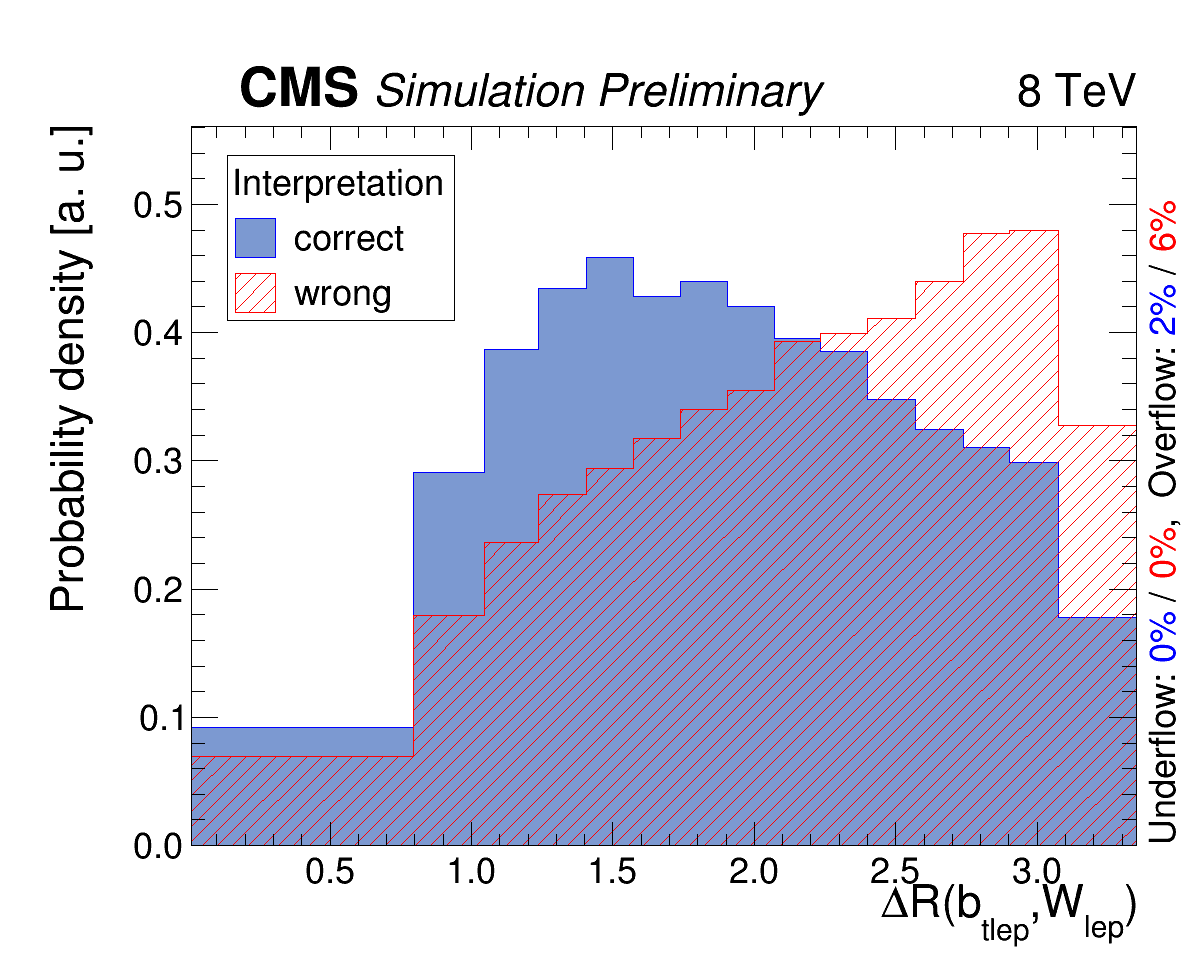 CMS Simulation Preliminary 8 TeV
Probability density [a. u.]
Interpretation
correct
wrong
0.5
0.4
0.3
0.2
0.1
0.0
0.5 1.0 1.5 2.0 2.5 3.0
ΔR(b_tlep,W_lep)
Underflow: 0% / 0%, Overflow: 2% / 6%